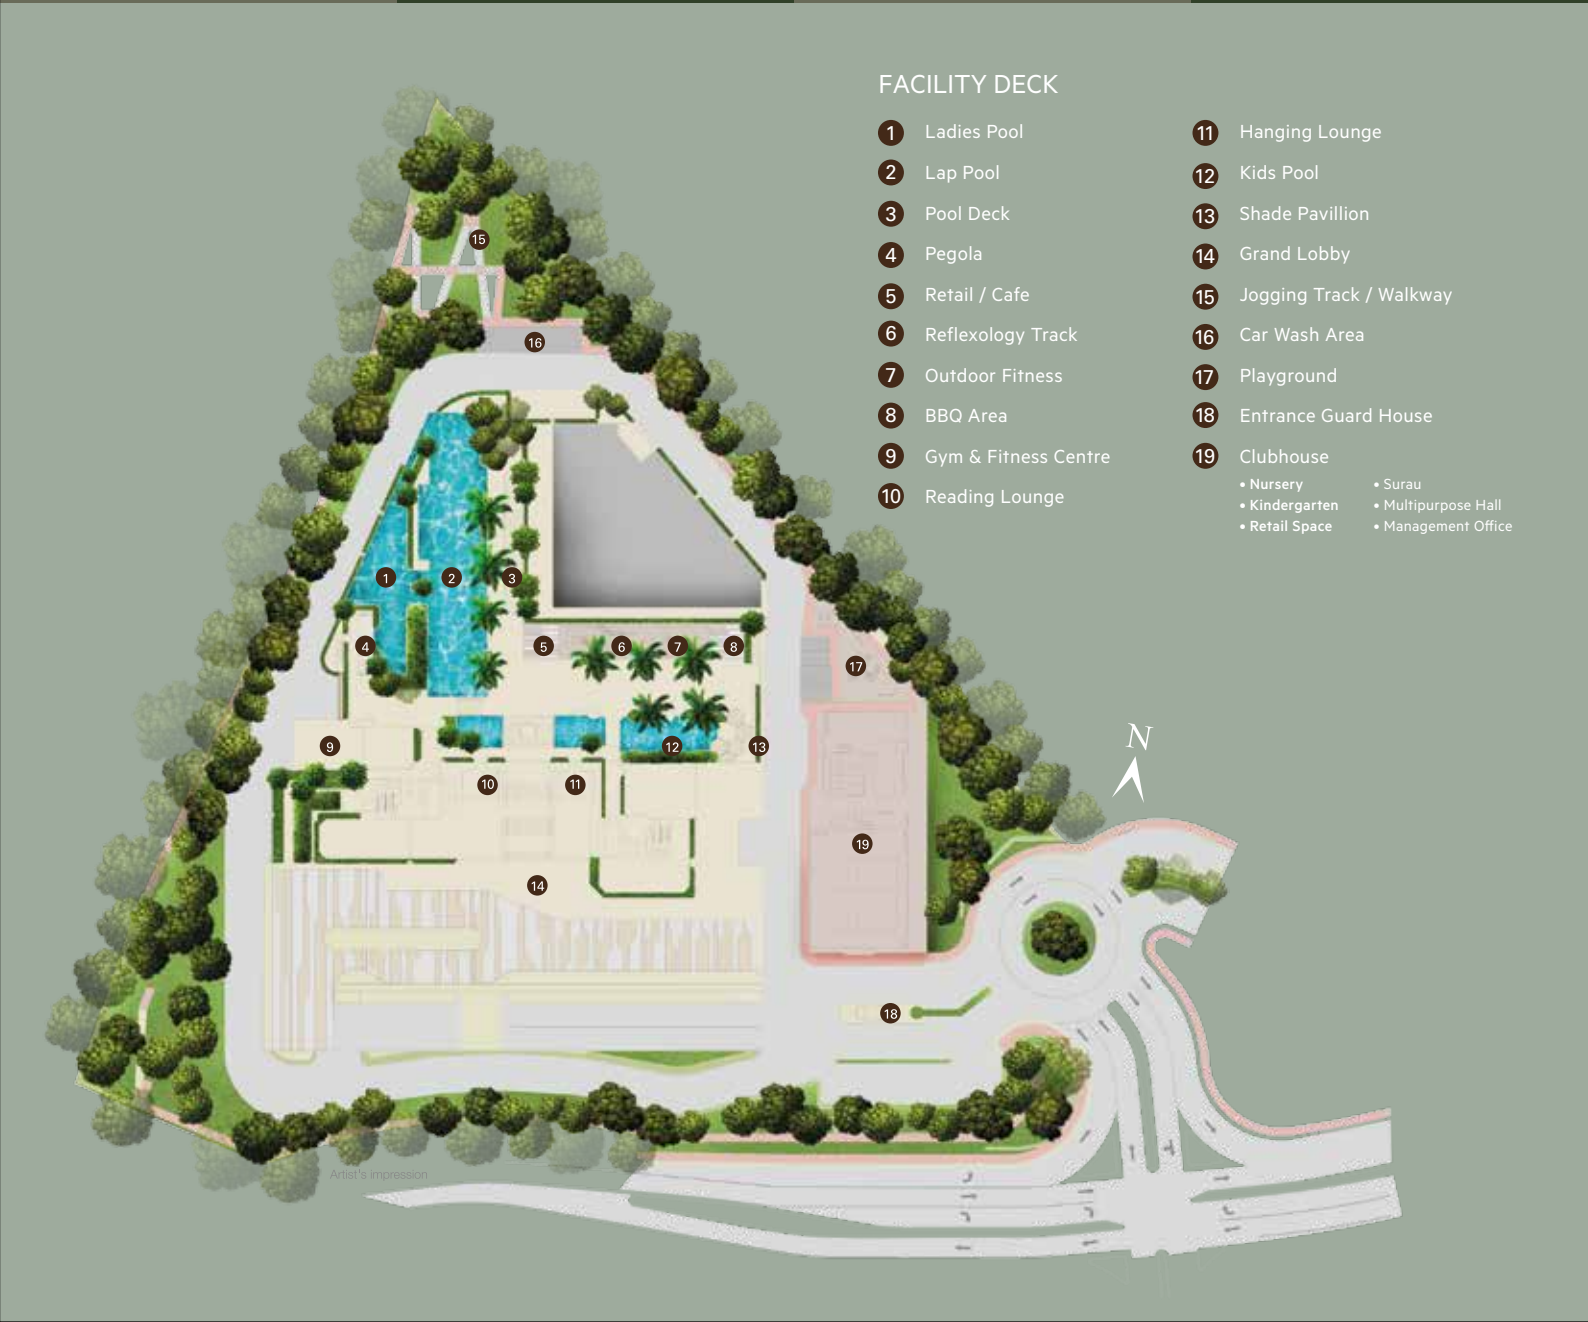 FACILITY DECK
1 Ladies Pool
2 Lap Pool
3 Pool Deck
4 Pegola
5 Retail / Cafe
6 Reflexology Track
7 Outdoor Fitness
8 BBQ Area
9 Gym & Fitness Centre
10 Reading Lounge
11 Hanging Lounge
12 Kids Pool
13 Shade Pavillion
14 Grand Lobby
15 Jogging Track / Walkway
16 Car Wash Area
17 Playground
18 Entrance Guard House
19 Clubhouse
• Nursery
• Kindergarten
• Retail Space
• Surau
• Multipurpose Hall
• Management Office
15
16
1
2
3
4
5
6
7
8
17
9
12
13
10
11
19
14
18
N
Artist's impression